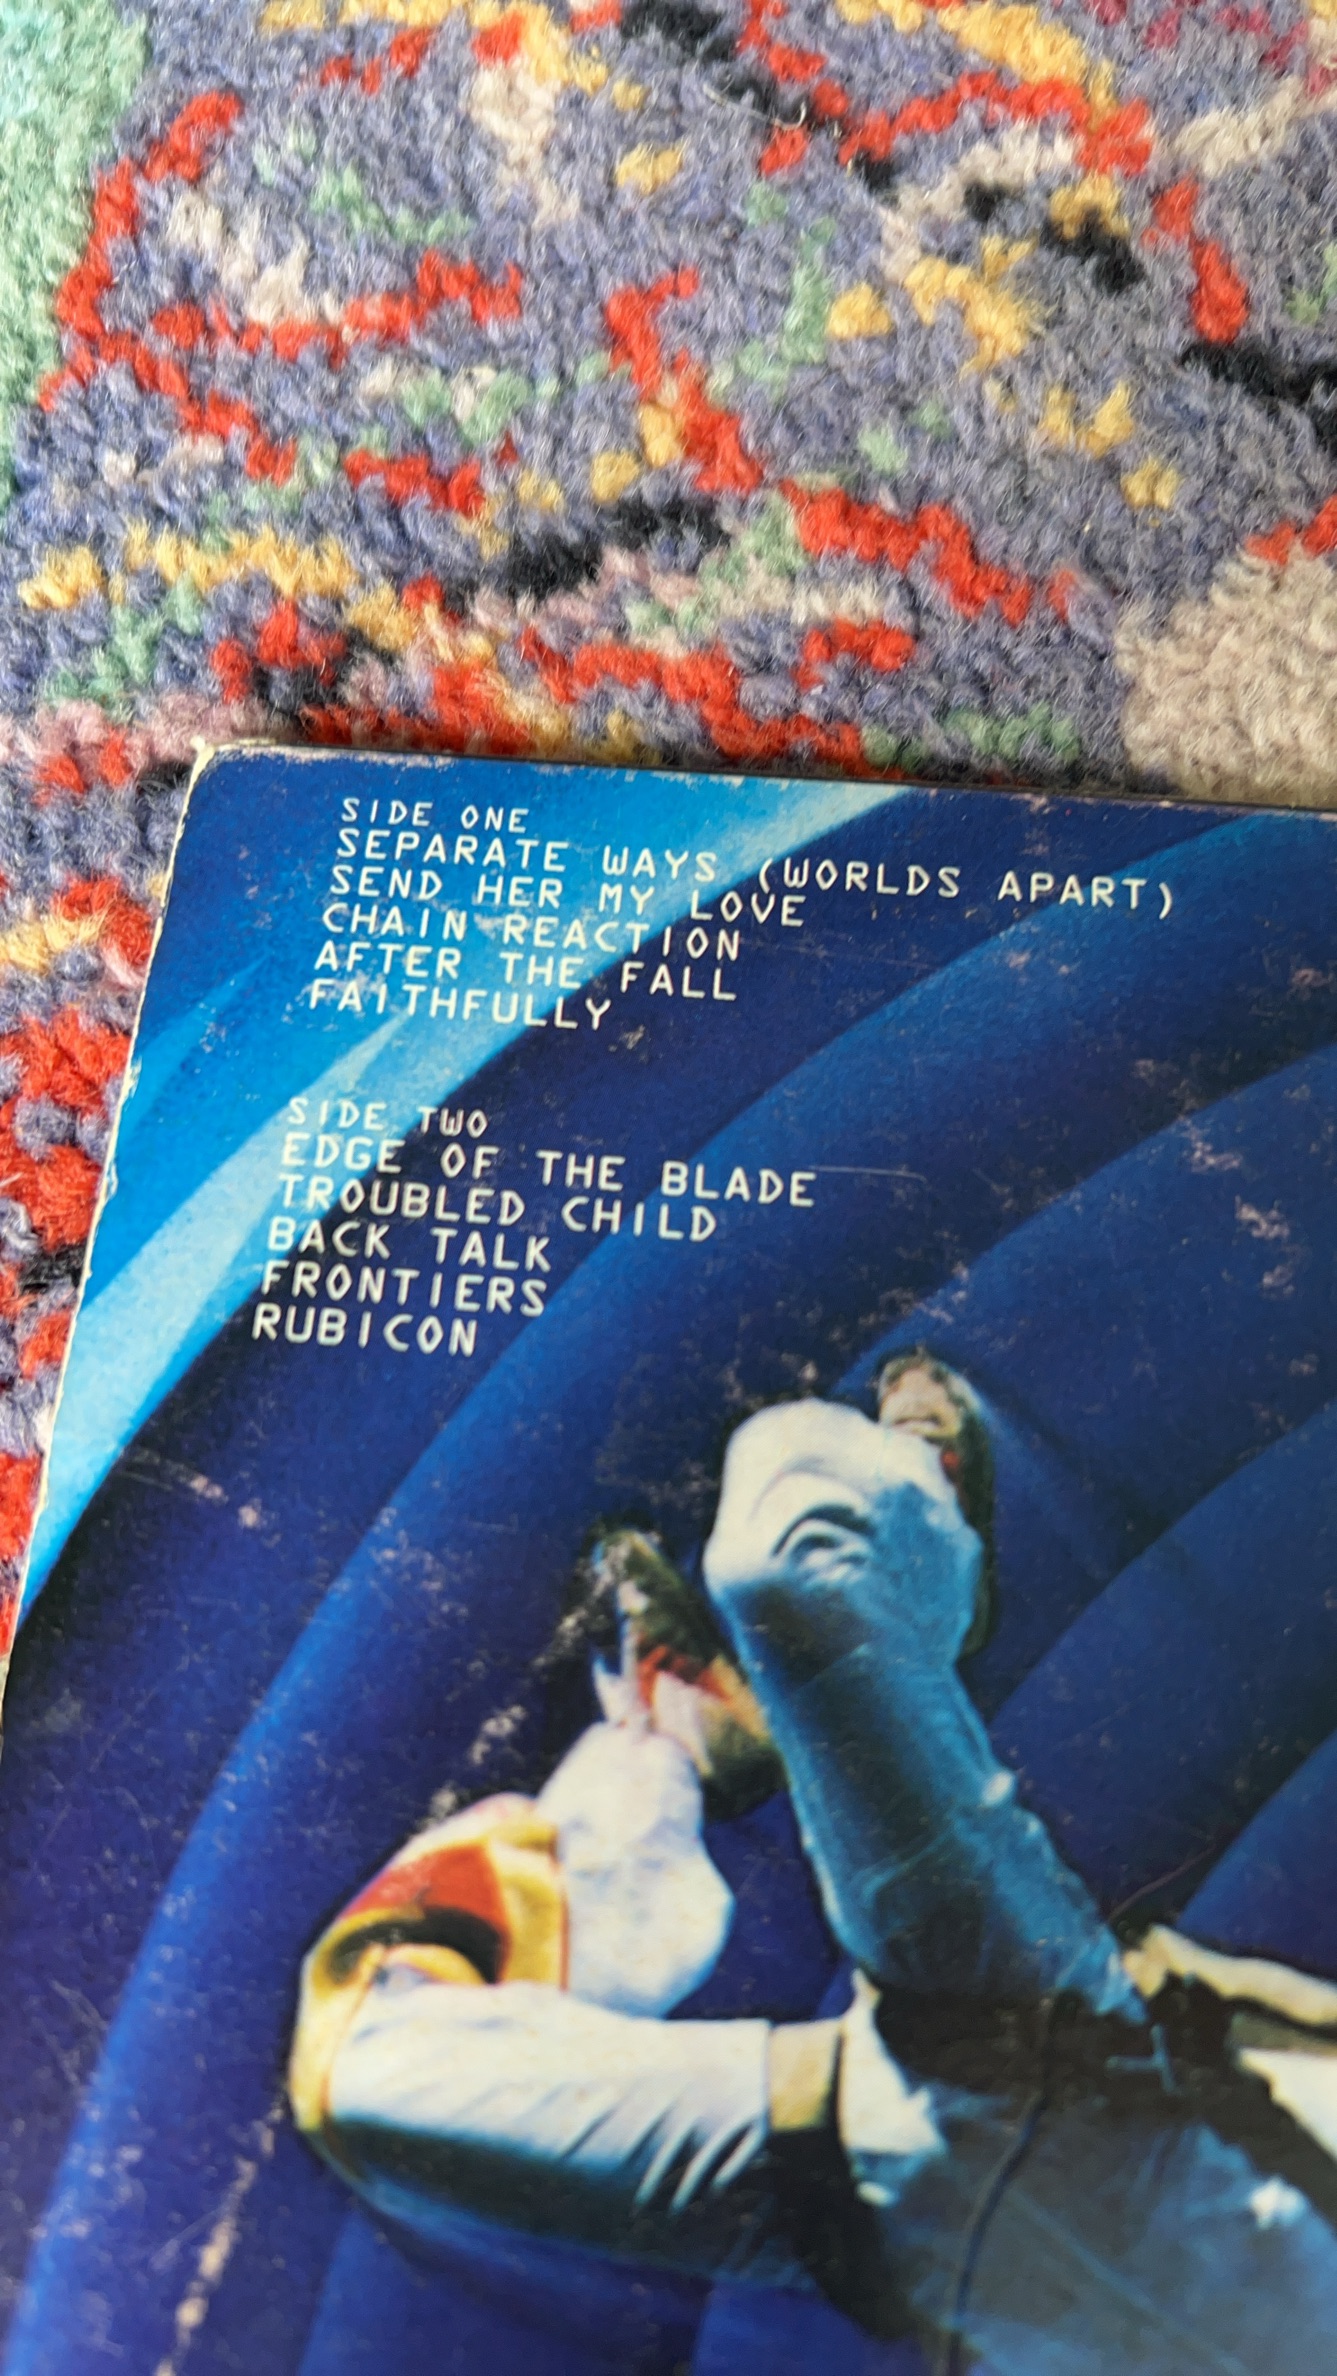 SIDE ONE
SEPARATE WAYS (WORLDS APART)
SEND HER MY LOVE
CHAIN REACTION
AFTER THE FALL
FAITHFULLY
SIDE TWO
EDGE OF THE BLADE
TROUBLED CHILD
BACK TALK
FRONTIERS
RUBICON